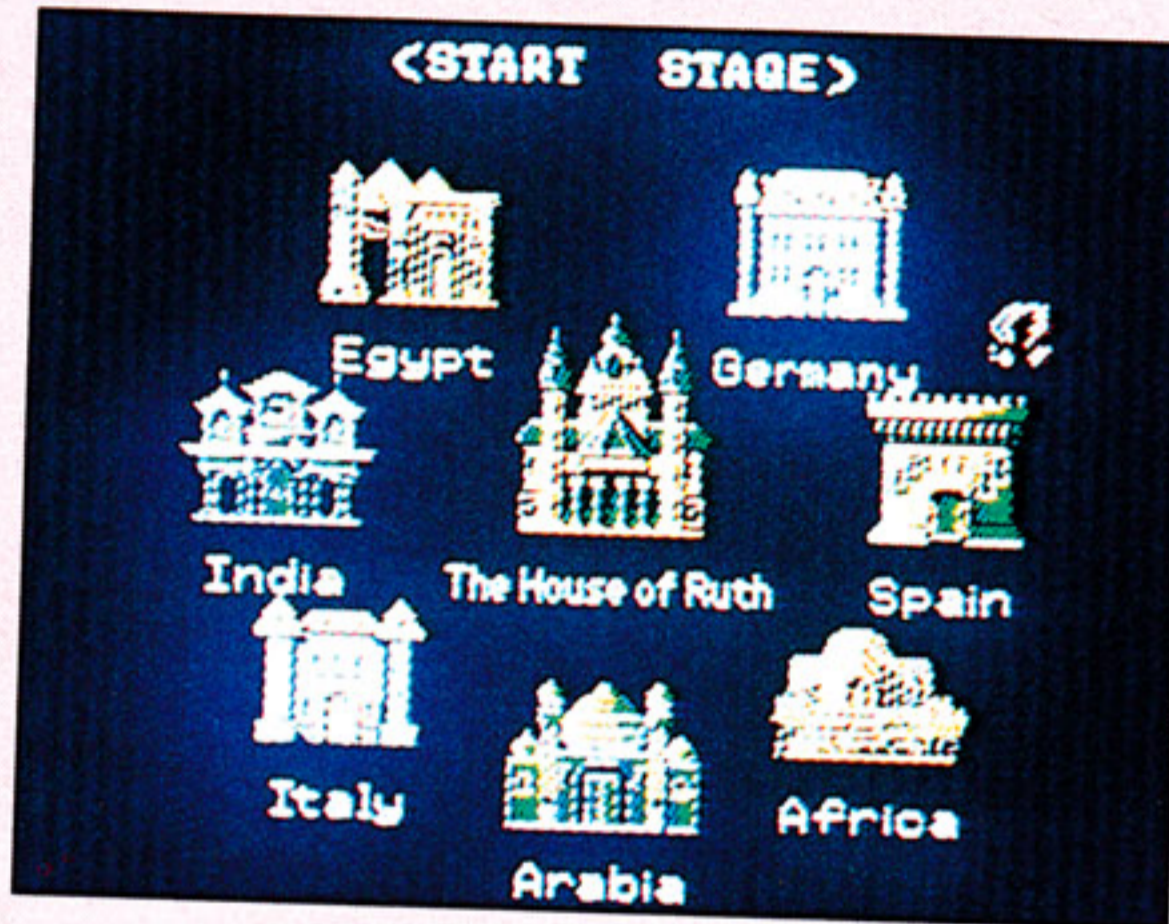 <START STAGE>
Egypt
Germany
India
The House of Ruth
Spain
Italy
Africa
Arabia